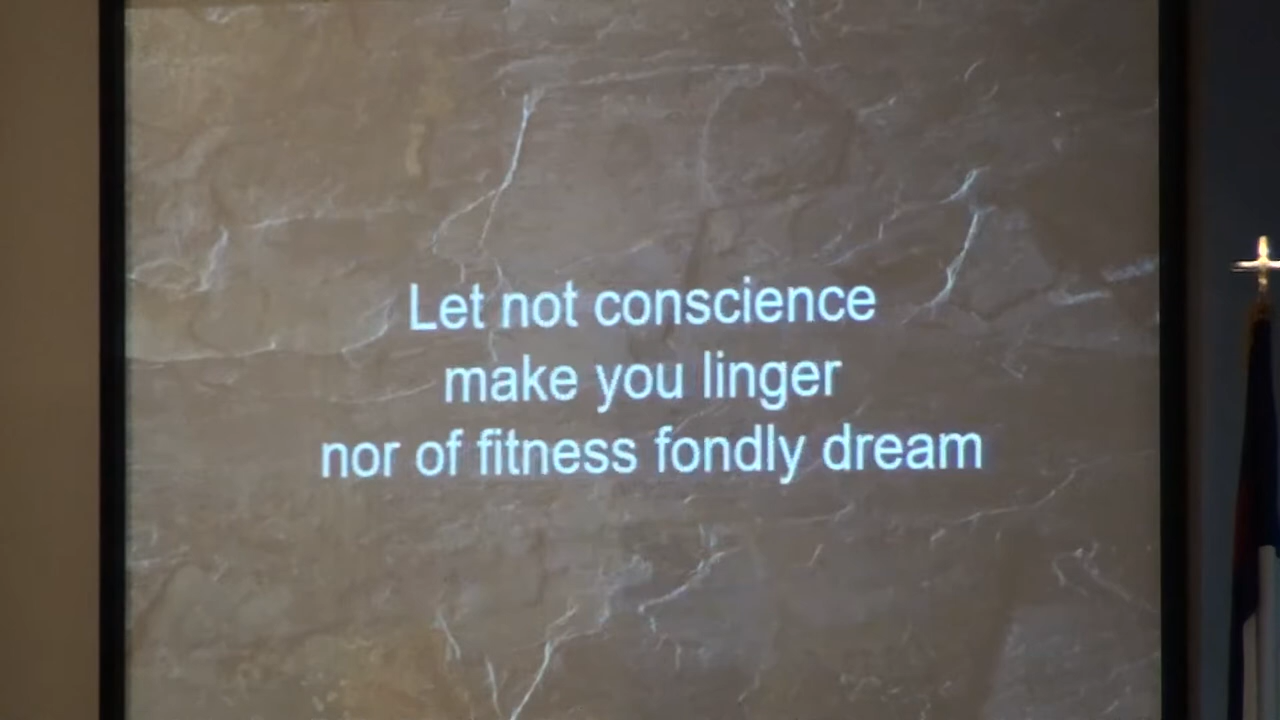 Let not conscience
make you linger
nor of fitness fondly dream